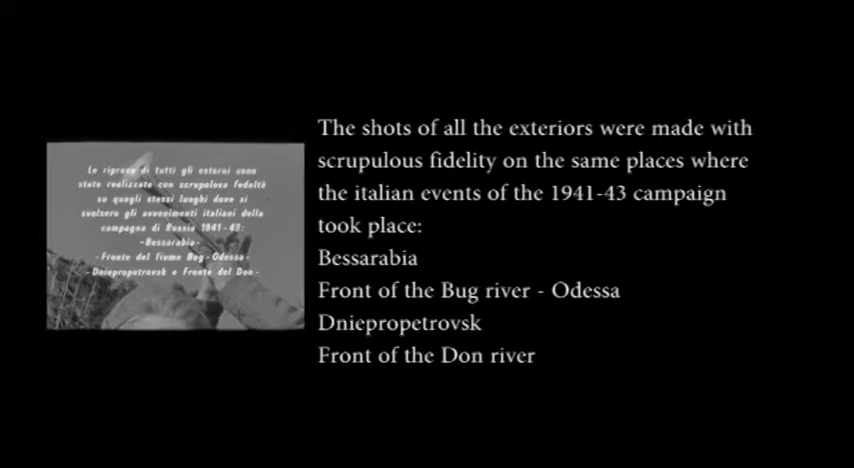 Le riprese di tutti gli esterni sono
state realizzate con scrupolosa fedeltà
su quegli stessi luoghi dove si
svolsero gli avvenimenti italiani della
campagna di Russia 1941-43:
-Bessarabia-
-Fronte del fiume Bug-Odessa-
-Dniepropetrovsk e Fronte del Don-
The shots of all the exteriors were made with
scrupulous fidelity on the same places where
the italian events of the 1941-43 campaign
took place:
Bessarabia
Front of the Bug river - Odessa
Dniepropetrovsk
Front of the Don river